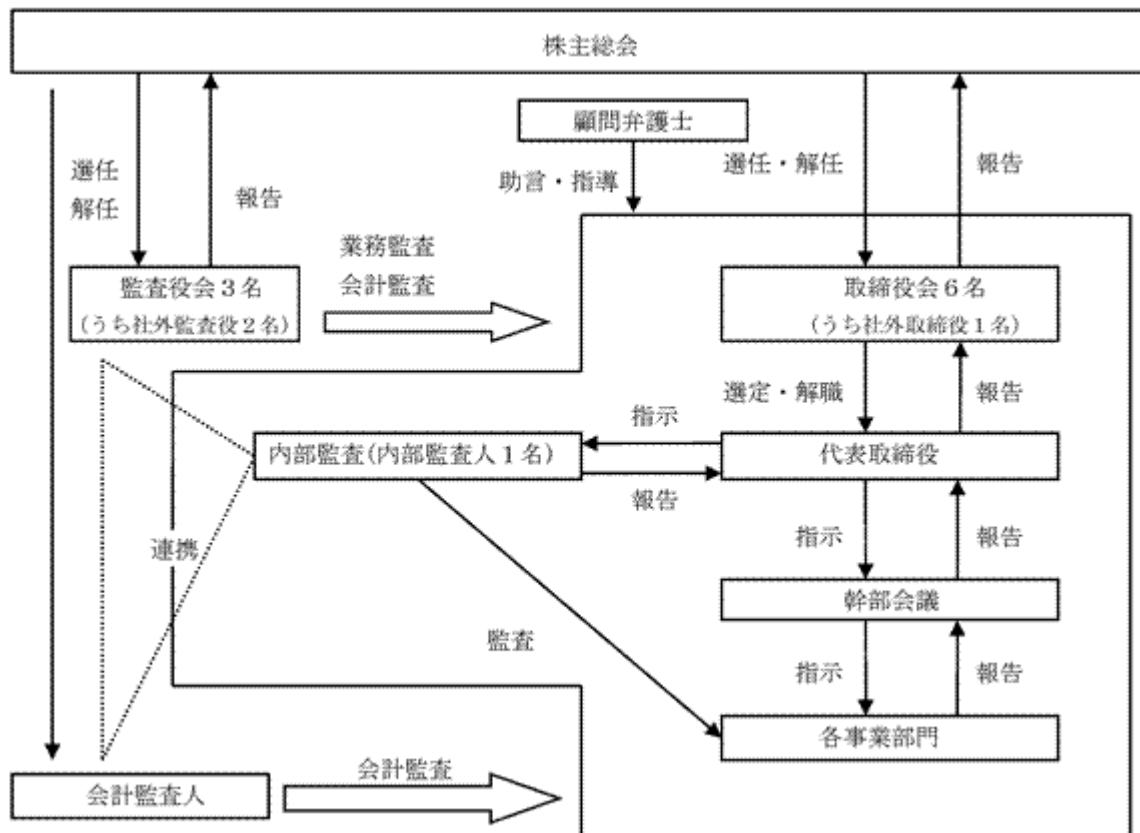 株主総会
顧問弁護士
選任
解任
報告
助言・指導
選任・解任
報告
業務監査
会計監査
監査役会３名
(うち社外監査役２名)
取締役会６名
(うち社外取締役１名)
選定・解職
報告
指示
内部監査(内部監査人１名)
代表取締役
報告
連携
指示
報告
幹部会議
監査
指示
報告
各事業部門
会計監査
会計監査人